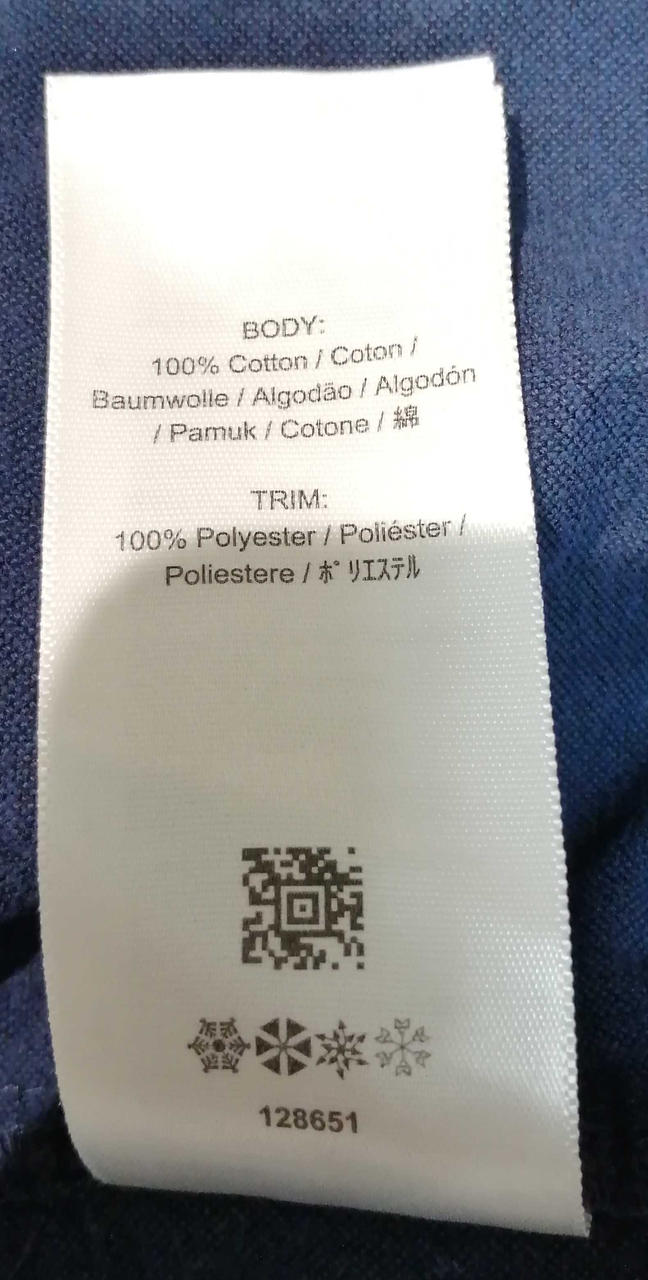 BODY:
100% Cotton / Coton /
Baumwolle / Algodão / Algodón
/ Pamuk / Cotone / 綿
TRIM:
100% Polyester / Poliéster /
Poliestere / ポリエステル
128651